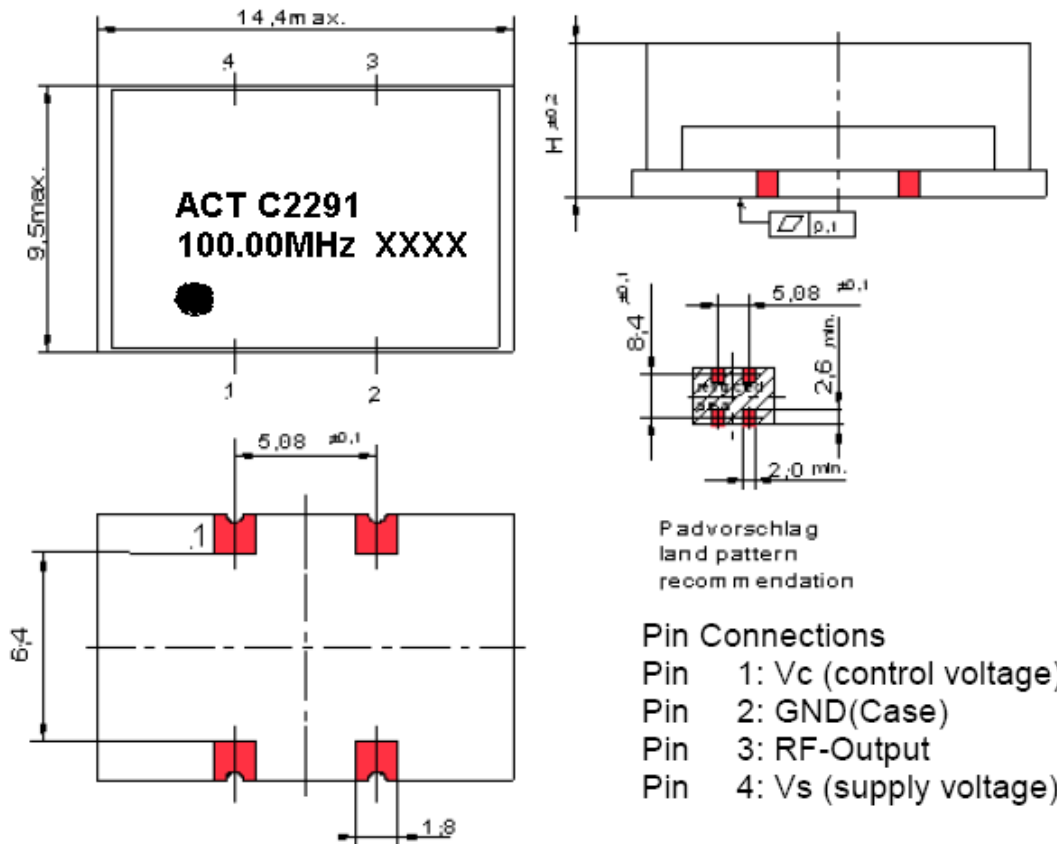 14,4max.
4 3
9,5max.
ACT C2291
100.00MHz XXXX
1 2
H ±0,2
0,1
8,4 ±0,1
5,08 ±0,1
2,6 min.
2,0 min.
Padvorschlag
land pattern
recommendation
5,08 ±0,1
1
6,4
1,8
Pin Connections
Pin 1: Vc (control voltage)
Pin 2: GND(Case)
Pin 3: RF-Output
Pin 4: Vs (supply voltage)